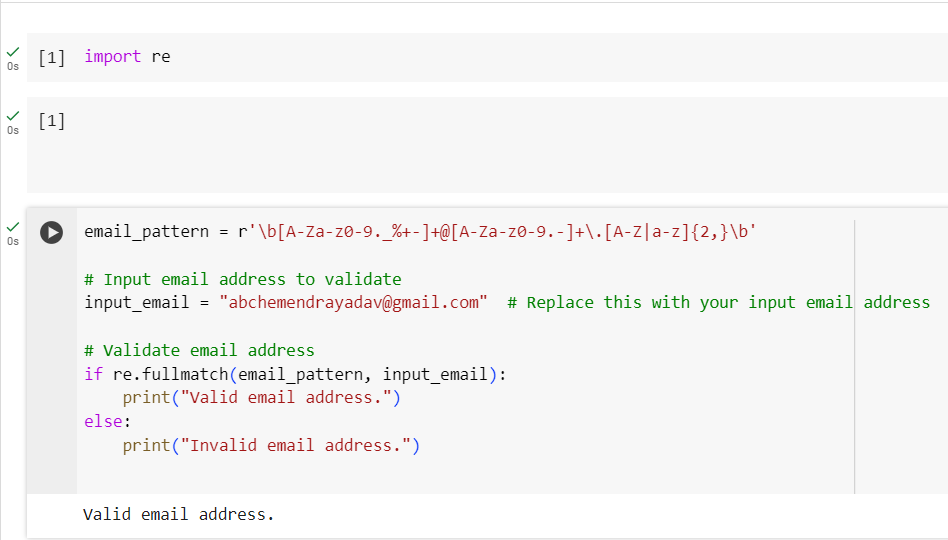 0s
[1] import re
0s
[1]
0s
email_pattern = r'\b[A-Za-z0-9._%+-]+@[A-Za-z0-9.-]+\.[A-Z|a-z]{2,}\b'
# Input email address to validate
input_email = "abchemendrayadav@gmail.com"  # Replace this with your input email address
# Validate email address
if re.fullmatch(email_pattern, input_email):
    print("Valid email address.")
else:
    print("Invalid email address.")
Valid email address.